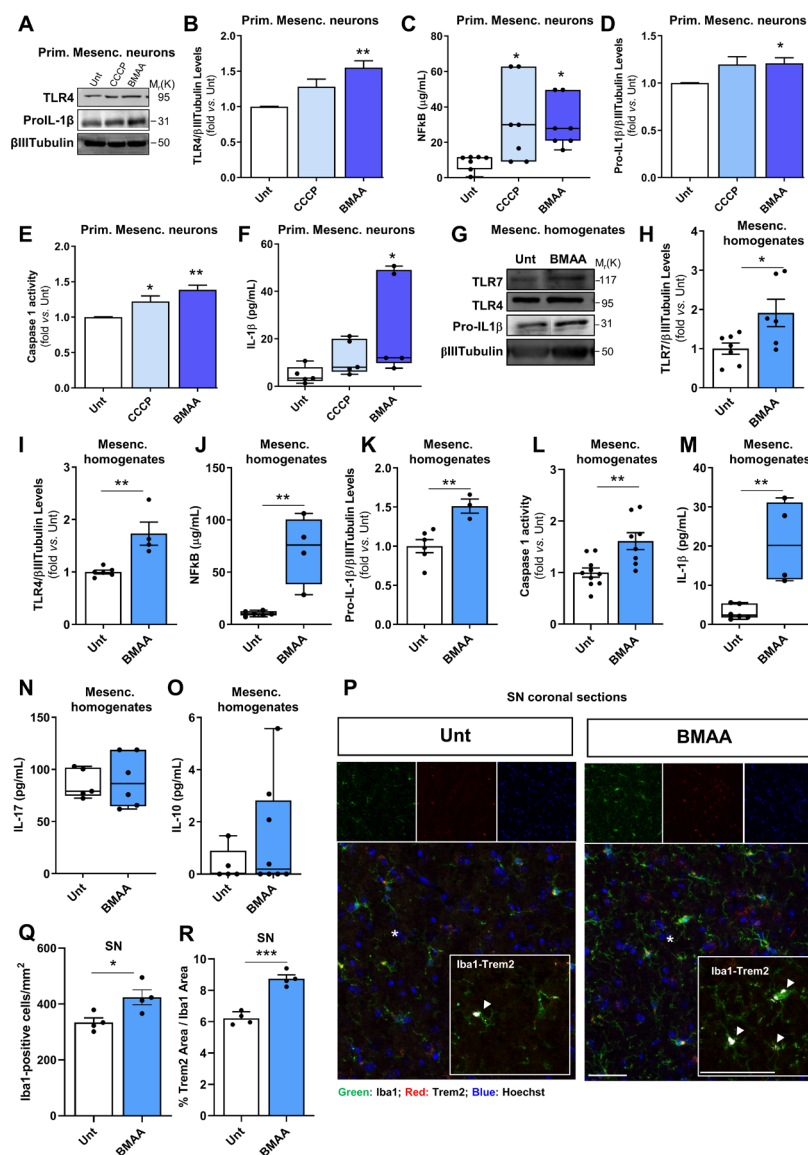 A
Prim. Mesenc. neurons
Unt
CCCP
BMAA
Mr(K)
TLR4
95
ProIL-1β
31
βIIITubulin
50
B
Prim. Mesenc. neurons
TLR4/βIIITubulin Levels
(fold vs. Unt)
2.0
1.5
1.0
0.5
0.0
**
Unt
CCCP
BMAA
C
Prim. Mesenc. neurons
NFkB
(µg/mL)
100
80
60
40
20
0
*
*
Unt
CCCP
BMAA
D
Prim. Mesenc. neurons
Pro-IL1β/βIIITubulin Levels
(fold vs. Unt)
1.5
1.0
0.5
0.0
*
Unt
CCCP
BMAA
E
Prim. Mesenc. neurons
Caspase 1 activity
(fold vs. Unt)
2.0
1.5
1.0
0.5
0.0
*
**
Unt
CCCP
BMAA
F
Prim. Mesenc. neurons
IL-1β (pg/mL)
60
40
20
0
*
Unt
CCCP
BMAA
G
Mesenc. homogenates
Unt
BMAA
Mr(K)
TLR7
117
TLR4
95
Pro-IL1β
31
βIIITubulin
50
H
Mesenc.
homogenates
TLR7/βIIITubulin Levels
(fold vs. Unt)
4
3
2
1
0
*
Unt
BMAA
I
Mesenc.
homogenates
TLR4/βIIITubulin Levels
(fold vs. Unt)
3
2
1
0
**
Unt
BMAA
J
Mesenc.
homogenates
NFkB
(µg/mL)
150
100
50
0
**
Unt
BMAA
K
Mesenc.
homogenates
Pro-IL-1β/βIIITubulin Levels
(fold vs. Unt)
2.0
1.5
1.0
0.5
0.0
**
Unt
BMAA
L
Mesenc.
homogenates
Caspase 1 activity
(fold vs. Unt)
3
2
1
0
**
Unt
BMAA
M
Mesenc.
homogenates
IL-1β
(pg/mL)
40
30
20
10
0
**
Unt
BMAA
N
Mesenc.
homogenates
IL-17 (pg/mL)
150
100
50
0
Unt
BMAA
O
Mesenc.
homogenates
IL-10 (pg/mL)
6
4
2
0
Unt
BMAA
P
SN coronal sections
Unt
BMAA
*
*
Iba1-Trem2
Iba1-Trem2
Green: Iba1; Red: Trem2; Blue: Hoechst
Q
SN
Iba1-positive cells/mm2
600
400
200
0
*
Unt
BMAA
R
SN
% Trem2 Area / Iba1 Area
10
8
6
4
2
0
***
Unt
BMAA